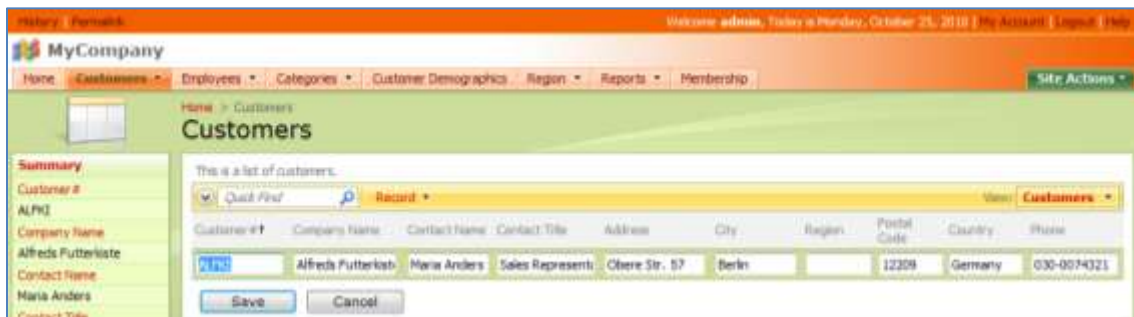 History | Permalink
Welcome admin, Today is Monday, October 25, 2010 | My Account | Logout | Help
MyCompany
Home Customers Employees Categories Customer Demographics Region Reports Membership Site Actions
Home > Customers
Customers
Summary
This is a list of customers.
Customer #
Quick Find Record View: Customers
ALFKI
Customer # Company Name Contact Name Contact Title Address City Region Postal Code Country Phone
Company Name
Alfreds Futterkiste
ALFKI Alfreds Futterkist Maria Anders Sales Representa Obere Str. 57 Berlin 12209 Germany 030-0074321
Contact Name
Maria Anders
Save Cancel
Contact Title